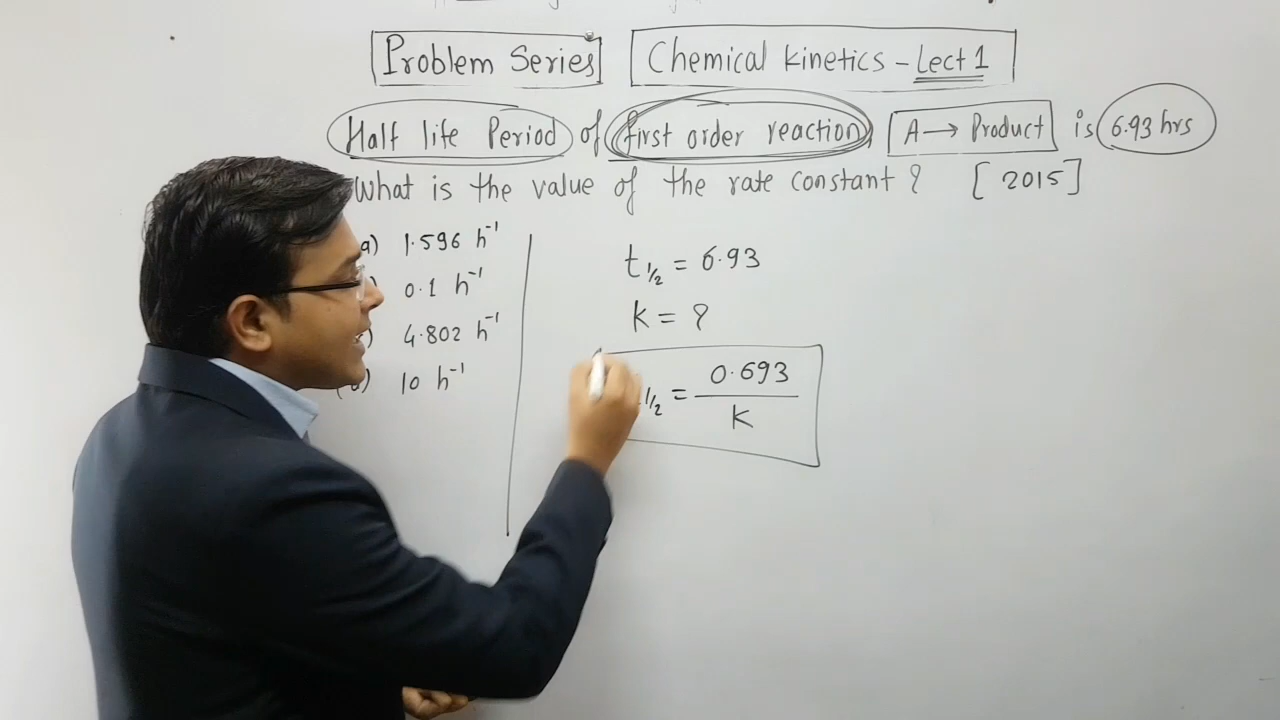 Problem Series Chemical kinetics - Lect 1
Half life Period of first order reaction, A → Product is 6.93 hrs
What is the value of the rate constant ? [2015]
a) 1.596 h⁻¹
) 0.1 h⁻¹
) 4.802 h⁻¹
) 10 h⁻¹
t1/2 = 6.93
K = ?
1/2 = 0.693 / K